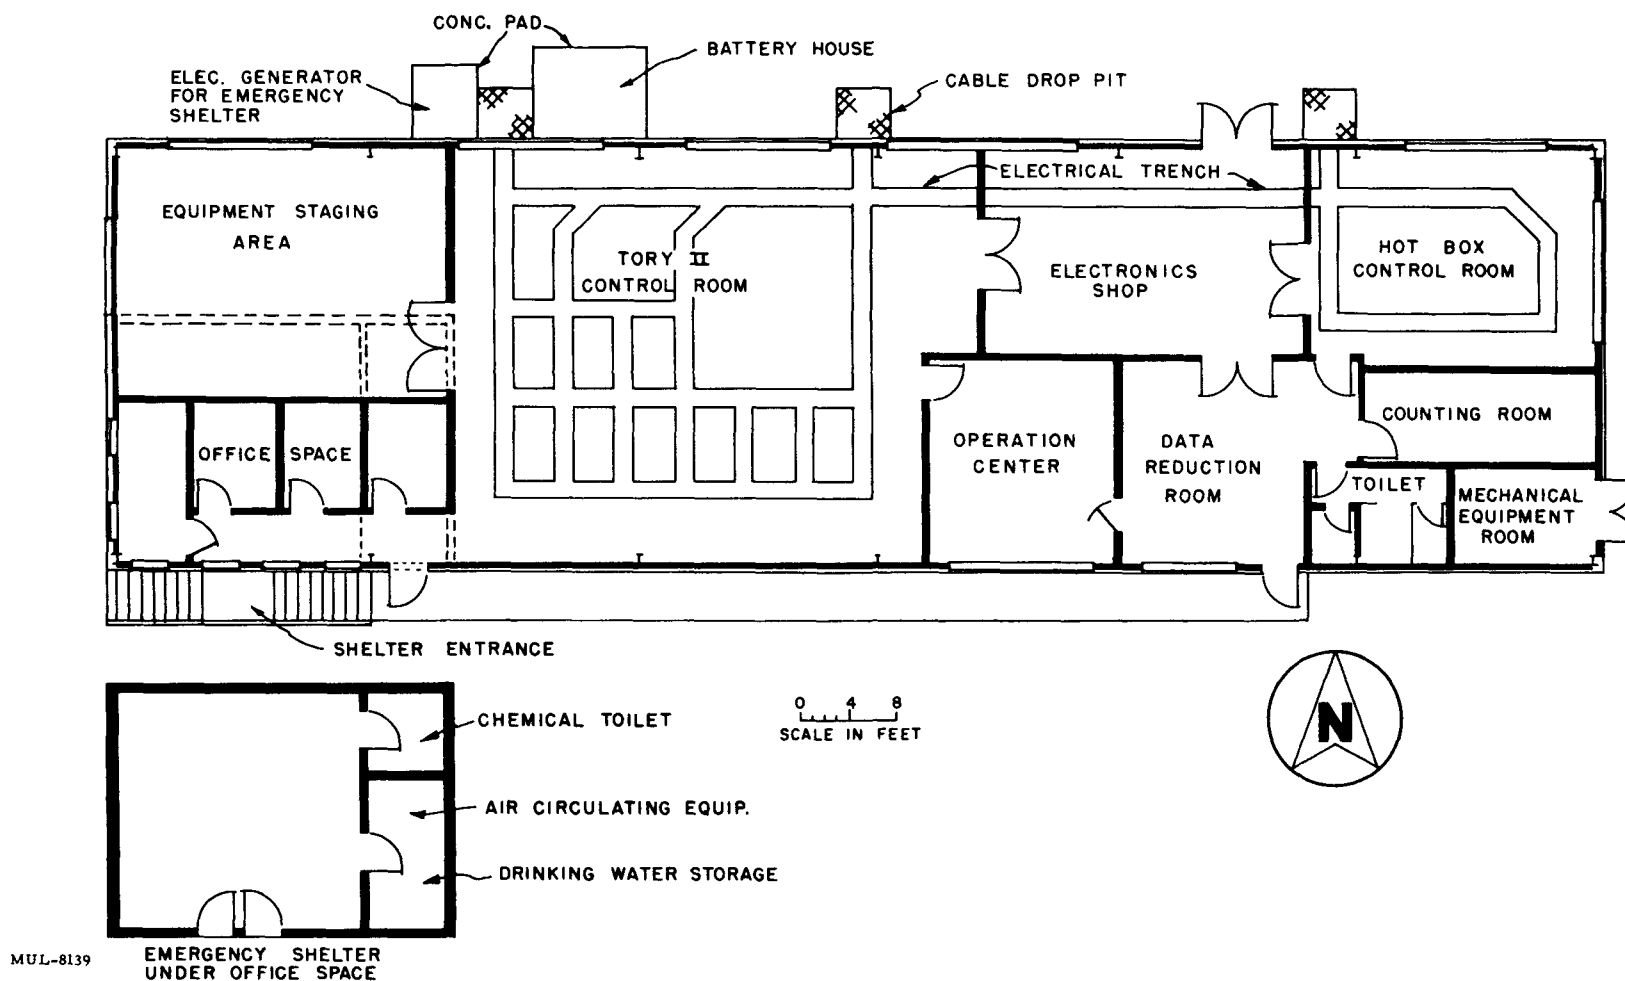 CONC. PAD
BATTERY HOUSE
ELEC. GENERATOR
FOR EMERGENCY
SHELTER
CABLE DROP PIT
ELECTRICAL TRENCH
EQUIPMENT STAGING
AREA
TORY II
CONTROL ROOM
ELECTRONICS
SHOP
HOT BOX
CONTROL ROOM
OFFICE SPACE
OPERATION
CENTER
DATA
REDUCTION
ROOM
COUNTING ROOM
TOILET
MECHANICAL
EQUIPMENT
ROOM
SHELTER ENTRANCE
0 4 8
SCALE IN FEET
N
CHEMICAL TOILET
AIR CIRCULATING EQUIP.
DRINKING WATER STORAGE
EMERGENCY SHELTER
UNDER OFFICE SPACE
MUL-8139